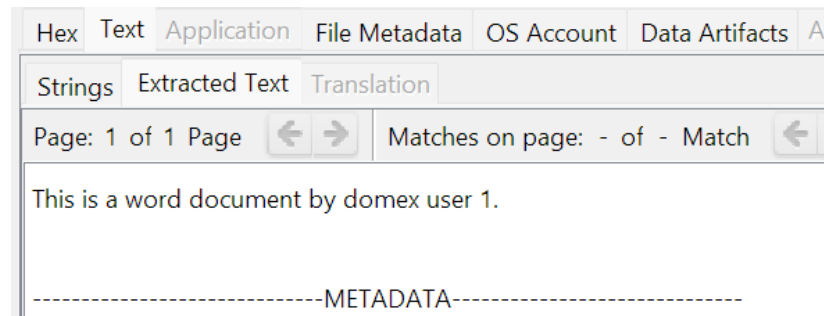 Hex Text Application File Metadata OS Account Data Artifacts
Strings Extracted Text Translation
Page: 1 of 1 Page Matches on page: - of - Match
This is a word document by domex user 1.
------------------------------METADATA------------------------------